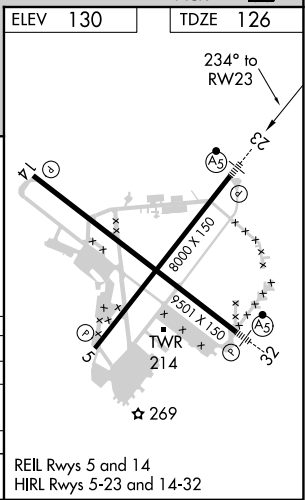 ELEV 130
TDZE 126
234° to
RW23
23
A5
14
P
P
8000 X 150
9501 X 150
P
5
TWR
214
A5
P
32
269
REIL Rwys 5 and 14
HIRL Rwys 5-23 and 14-32